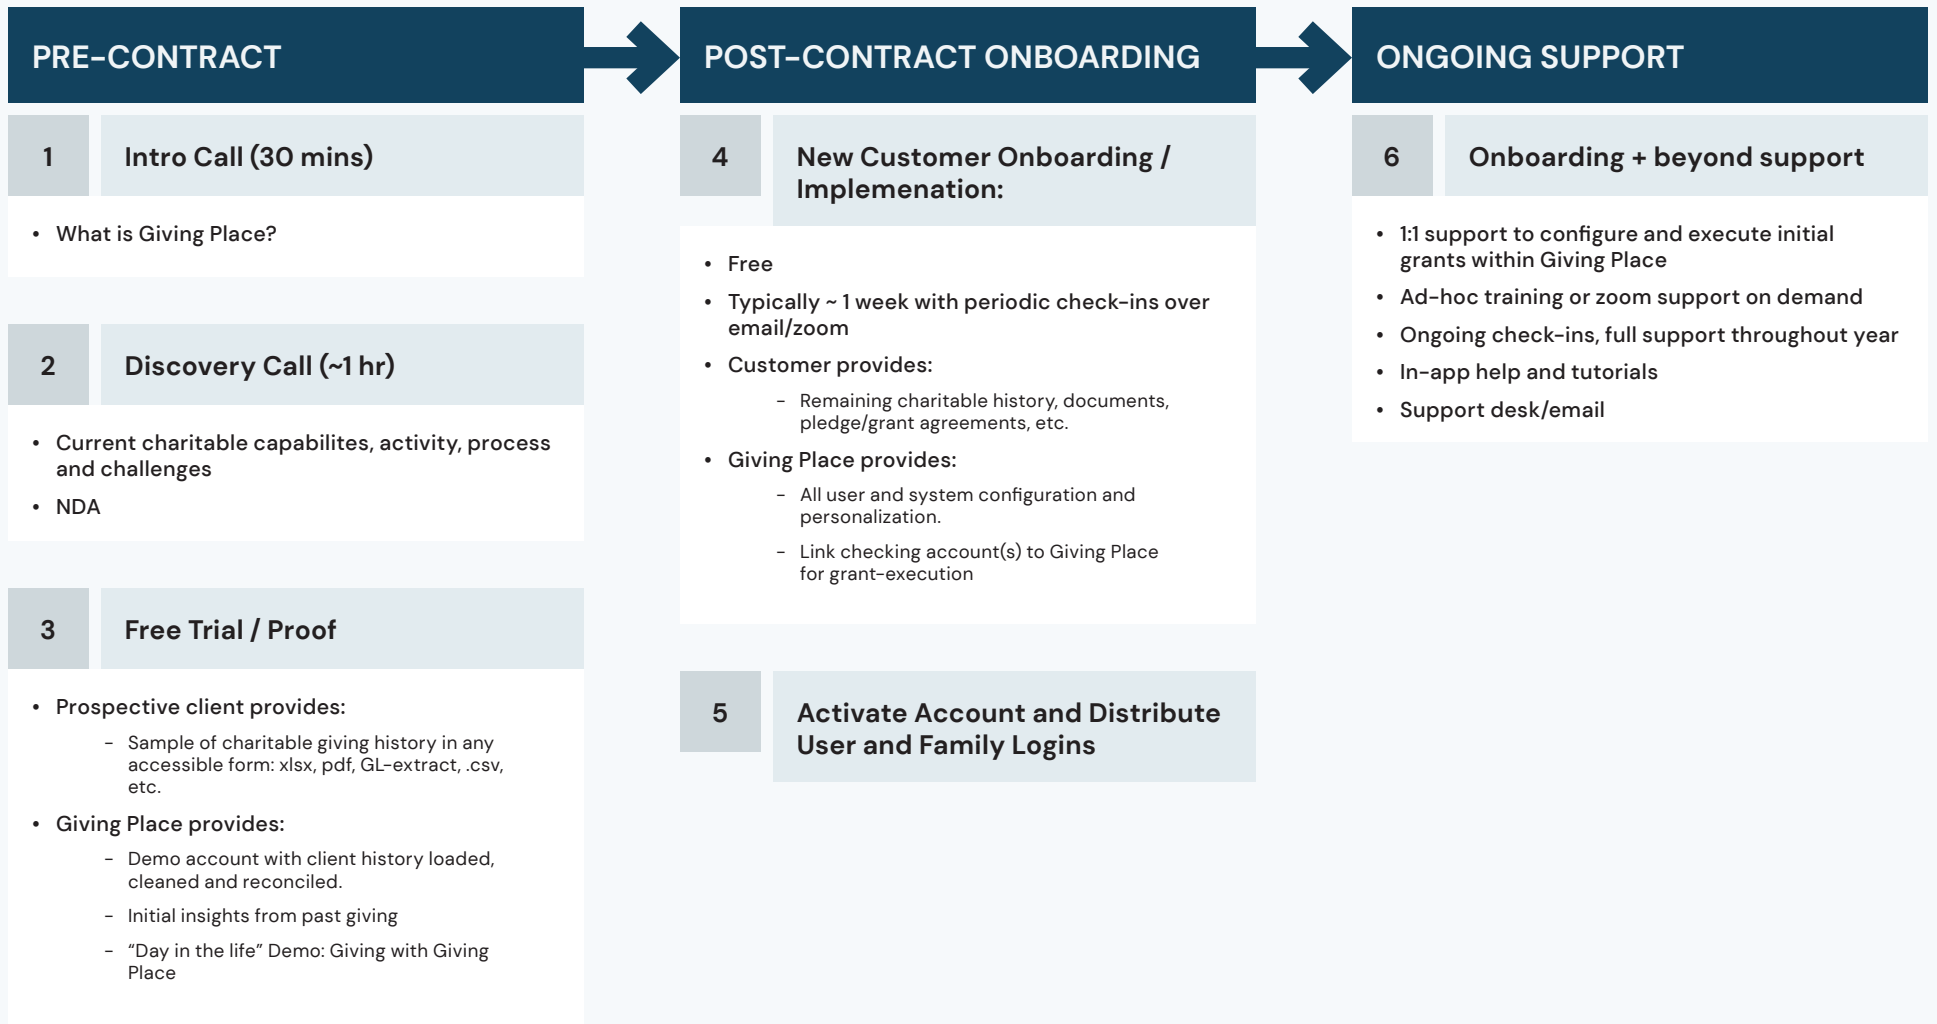 PRE-CONTRACT
1
Intro Call (30 mins)
• What is Giving Place?
2
Discovery Call (~1 hr)
• Current charitable capabilites, activity, process
and challenges
• NDA
3
Free Trial / Proof
• Prospective client provides:
– Sample of charitable giving history in any
accessible form: xlsx, pdf, GL-extract, .csv,
etc.
• Giving Place provides:
– Demo account with client history loaded,
cleaned and reconciled.
– Initial insights from past giving
– “Day in the life” Demo: Giving with Giving
Place
POST-CONTRACT ONBOARDING
4
New Customer Onboarding /
Implemenation:
• Free
• Typically ~ 1 week with periodic check-ins over
email/zoom
• Customer provides:
– Remaining charitable history, documents,
pledge/grant agreements, etc.
• Giving Place provides:
– All user and system configuration and
personalization.
– Link checking account(s) to Giving Place
for grant-execution
5
Activate Account and Distribute
User and Family Logins
ONGOING SUPPORT
6
Onboarding + beyond support
• 1:1 support to configure and execute initial
grants within Giving Place
• Ad-hoc training or zoom support on demand
• Ongoing check-ins, full support throughout year
• In-app help and tutorials
• Support desk/email